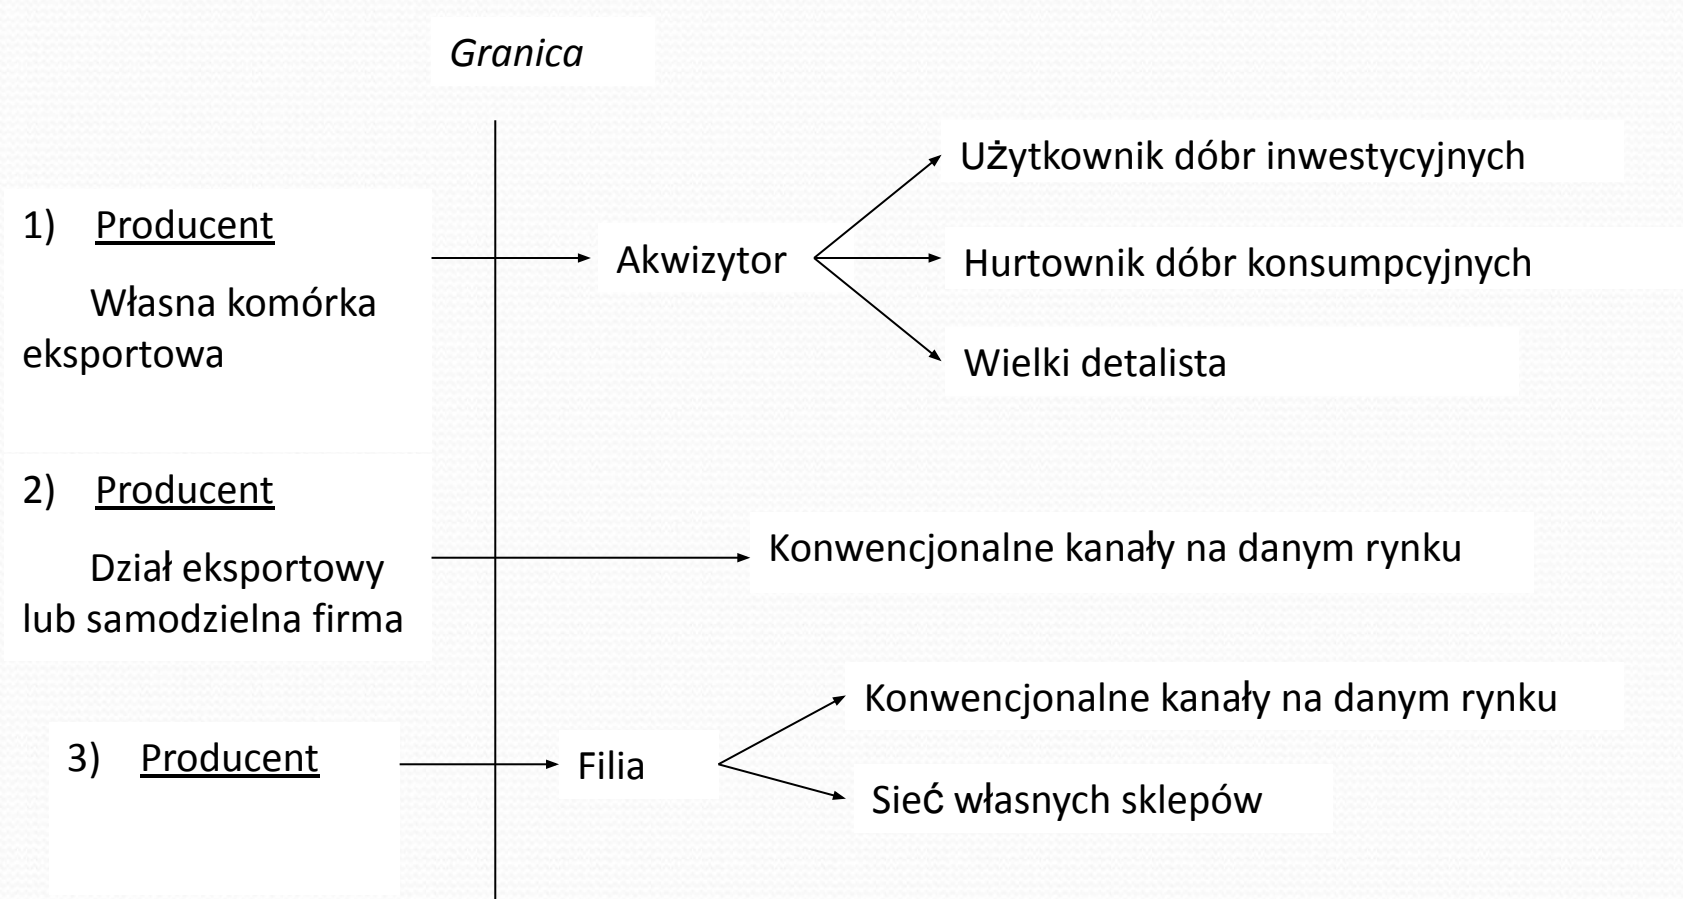 Granica
1) Producent
Własna komórka
eksportowa
Akwizytor
Użytkownik dóbr inwestycyjnych
Hurtownik dóbr konsumpcyjnych
Wielki detalista
2) Producent
Dział eksportowy
lub samodzielna firma
Konwencjonalne kanały na danym rynku
3) Producent
Filia
Konwencjonalne kanały na danym rynku
Sieć własnych sklepów